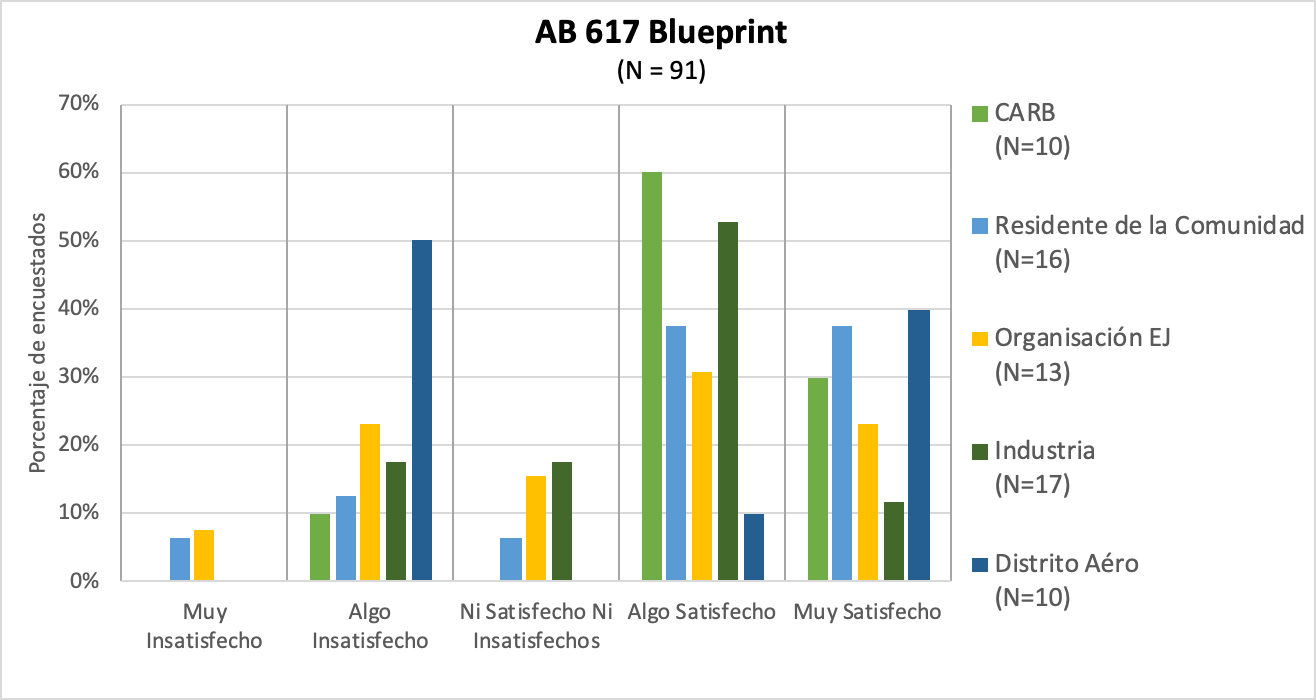 AB 617 Blueprint
(N = 91)
Porcentaje de encuestados
70%
60%
50%
40%
30%
20%
10%
0%
Muy
Insatisfecho
Algo
Insatisfecho
Ni Satisfecho Ni
Insatisfechos
Algo Satisfecho
Muy Satisfecho
CARB
(N=10)
Residente de la Comunidad
(N=16)
Organisación EJ
(N=13)
Industria
(N=17)
Distrito Aéro
(N=10)